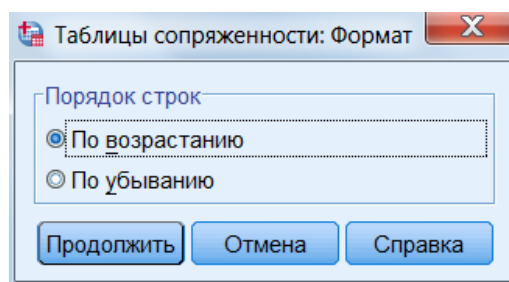 Таблицы сопряженности: Формат
Порядок строк
По возрастанию
По убыванию
Продолжить Отмена Справка